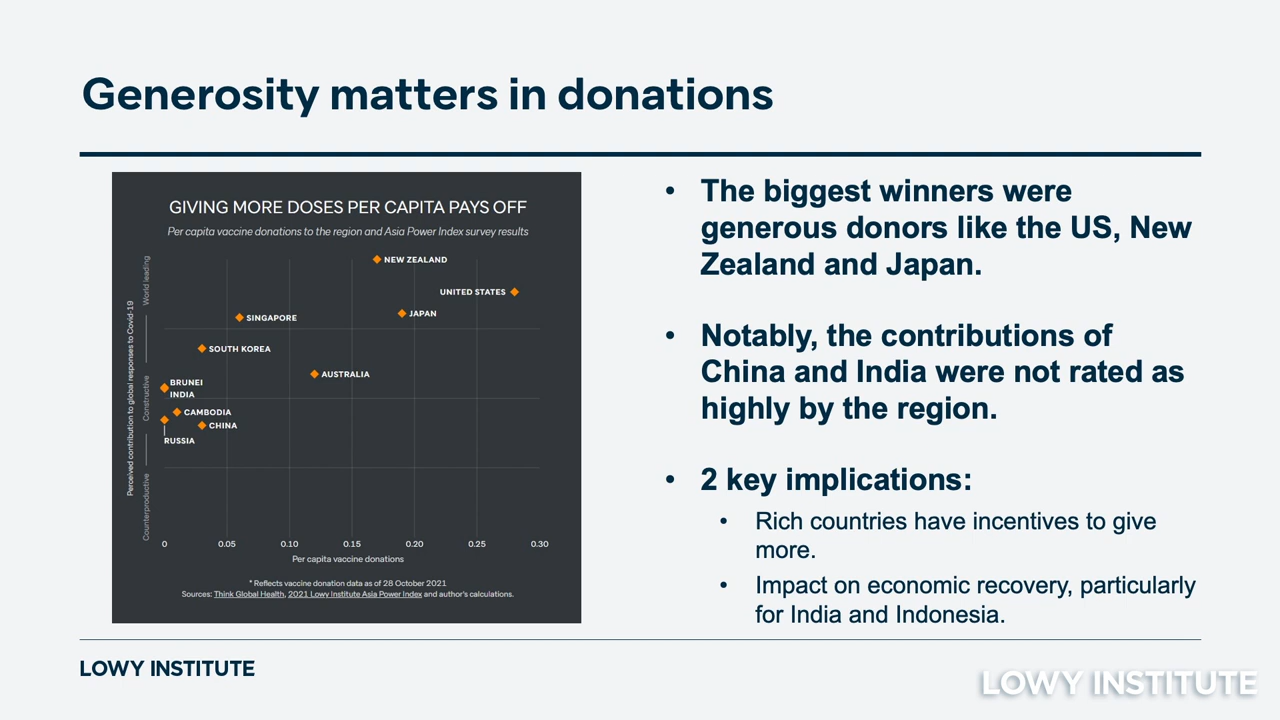 Generosity matters in donations
GIVING MORE DOSES PER CAPITA PAYS OFF
Per capita vaccine donations to the region and Asia Power Index survey results
Perceived contribution to global responses to Covid-19
World leading
Constructive
Counterproductive
NEW ZEALAND
UNITED STATES
JAPAN
SINGAPORE
SOUTH KOREA
AUSTRALIA
BRUNEI
INDIA
CAMBODIA
CHINA
RUSSIA
0 0.05 0.10 0.15 0.20 0.25 0.30
Per capita vaccine donations
* Reflects vaccine donation data as of 28 October 2021
Sources: Think Global Health, 2021 Lowy Institute Asia Power Index and author's calculations.
• The biggest winners were
generous donors like the US, New
Zealand and Japan.
• Notably, the contributions of
China and India were not rated as
highly by the region.
• 2 key implications:
• Rich countries have incentives to give
more.
• Impact on economic recovery, particularly
for India and Indonesia.
LOWY INSTITUTE
LOWY INSTITUTE